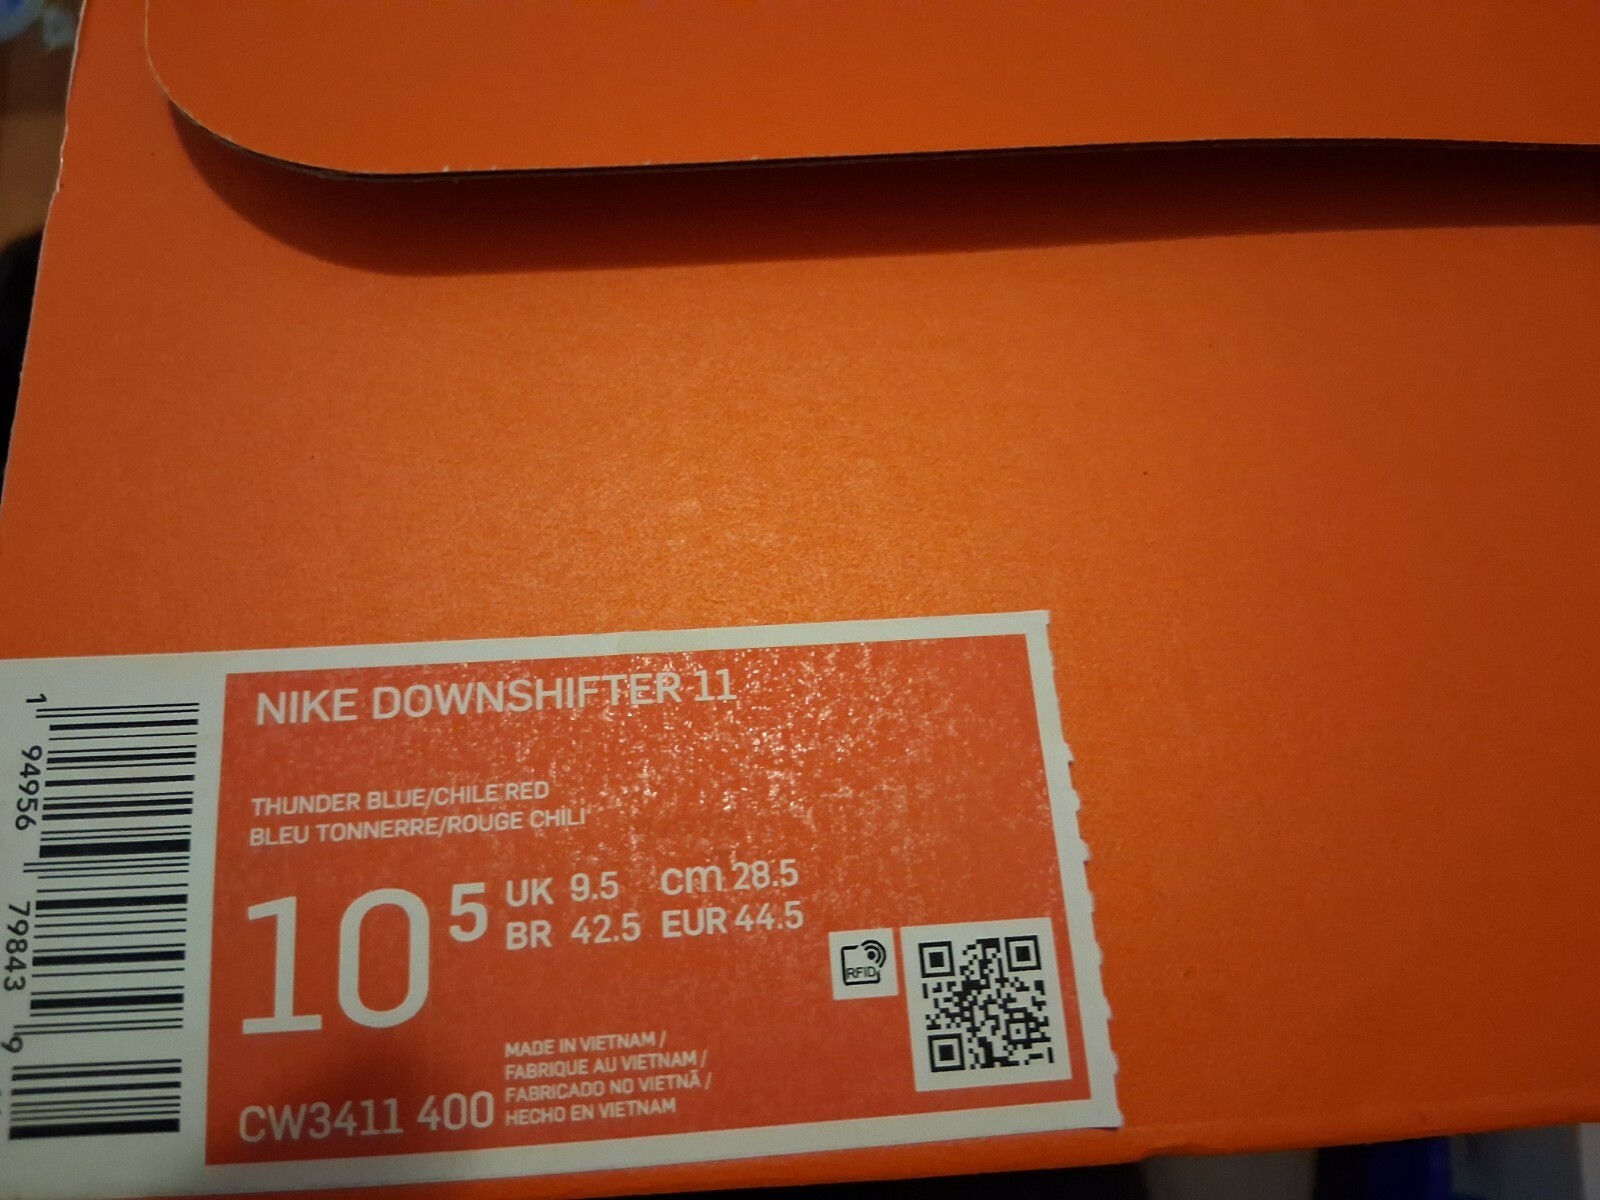 NIKE DOWNSHIFTER 11
THUNDER BLUE/CHILE RED
BLEU TONNERRE/ROUGE CHILI
10 5
UK 9.5 cm 28.5
BR 42.5 EUR 44.5
RFID
MADE IN VIETNAM /
FABRIQUE AU VIETNAM /
FABRICADO NO VIETNÃ /
HECHO EN VIETNAM
CW3411 400
1 94956 79843 9